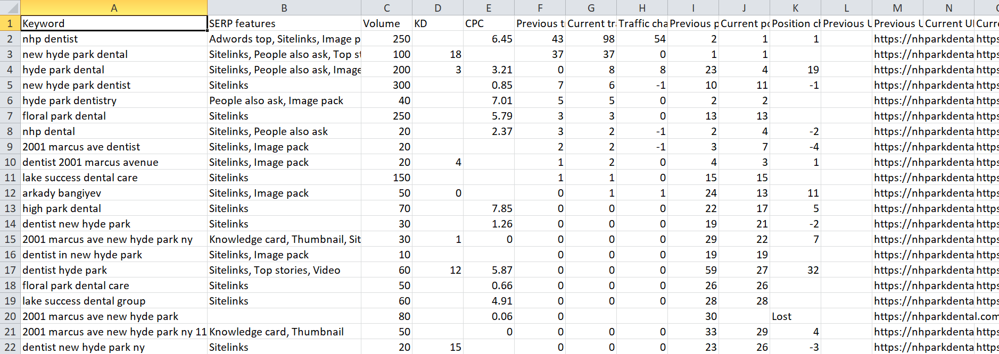 A B C D E F G H I J K L M N
1 Keyword SERP features Volume KD CPC Previous t Current tr Traffic cha Previous p Current po Position ch Previous U Previous U Current UI Curre
2 nhp dentist Adwords top, Sitelinks, Image p 250 6.45 43 98 54 2 1 1 https://nhparkdenta https
3 new hyde park dental Sitelinks, People also ask, Top st 100 18 37 37 0 1 1 https://nhparkdenta https
4 hyde park dental Sitelinks, People also ask, Image 200 3 3.21 0 8 8 23 4 19 https://nhparkdenta https
5 new hyde park dentist Sitelinks 300 0.85 7 6 -1 10 11 -1 https://nhparkdenta https
6 hyde park dentistry People also ask, Image pack 40 7.01 5 5 0 2 2 https://nhparkdenta https
7 floral park dental Sitelinks 250 5.79 3 3 0 13 13 https://nhparkdenta https
8 nhp dental Sitelinks, People also ask 20 2.37 3 2 -1 2 4 -2 https://nhparkdenta https
9 2001 marcus ave dentist Sitelinks, Image pack 20 2 2 -1 3 7 -4 https://nhparkdenta https
10 dentist 2001 marcus avenue Sitelinks, Image pack 20 4 1 2 0 4 3 1 https://nhparkdenta https
11 lake success dental care Sitelinks 150 1 1 0 15 15 https://nhparkdenta https
12 arkady bangiyev Sitelinks, Image pack 50 0 0 1 1 24 13 11 https://nhparkdenta https
13 high park dental Sitelinks 70 7.85 0 0 0 22 17 5 https://nhparkdenta https
14 dentist new hyde park Sitelinks 30 1.26 0 0 0 19 21 -2 https://nhparkdenta https
15 2001 marcus ave new hyde park ny Knowledge card, Thumbnail, Sit 30 1 0 0 0 0 29 22 7 https://nhparkdenta https
16 dentist in new hyde park Sitelinks, Image pack 10 0 0 0 19 19 https://nhparkdenta https
17 dentist hyde park Sitelinks, Top stories, Video 60 12 5.87 0 0 0 59 27 32 https://nhparkdenta https
18 floral park dental care Sitelinks 50 0.66 0 0 0 26 26 https://nhparkdenta https
19 lake success dental group Sitelinks 60 4.91 0 0 0 28 28 https://nhparkdenta https
20 2001 marcus ave new hyde park 80 0.06 0 30 Lost https://nhparkdental.com
21 2001 marcus ave new hyde park ny 11 Knowledge card, Thumbnail 50 0 0 0 0 33 29 4 https://nhparkdenta https
22 dentist new hyde park ny Sitelinks 20 15 0 0 0 23 26 -3 https://nhparkdenta https